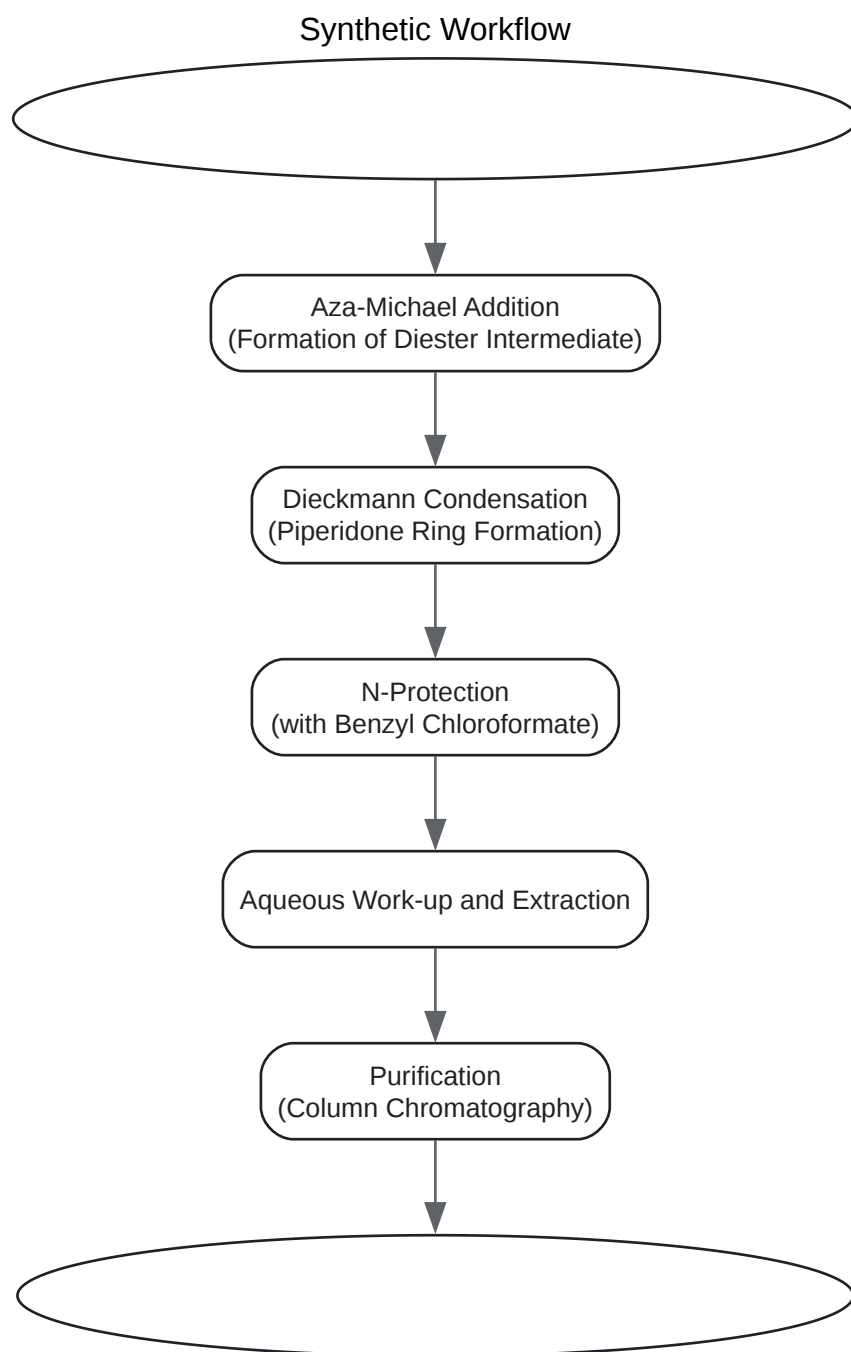 Synthetic Workflow
Aza-Michael Addition
(Formation of Diester Intermediate)
Dieckmann Condensation
(Piperidone Ring Formation)
N-Protection
(with Benzyl Chloroformate)
Aqueous Work-up and Extraction
Purification
(Column Chromatography)